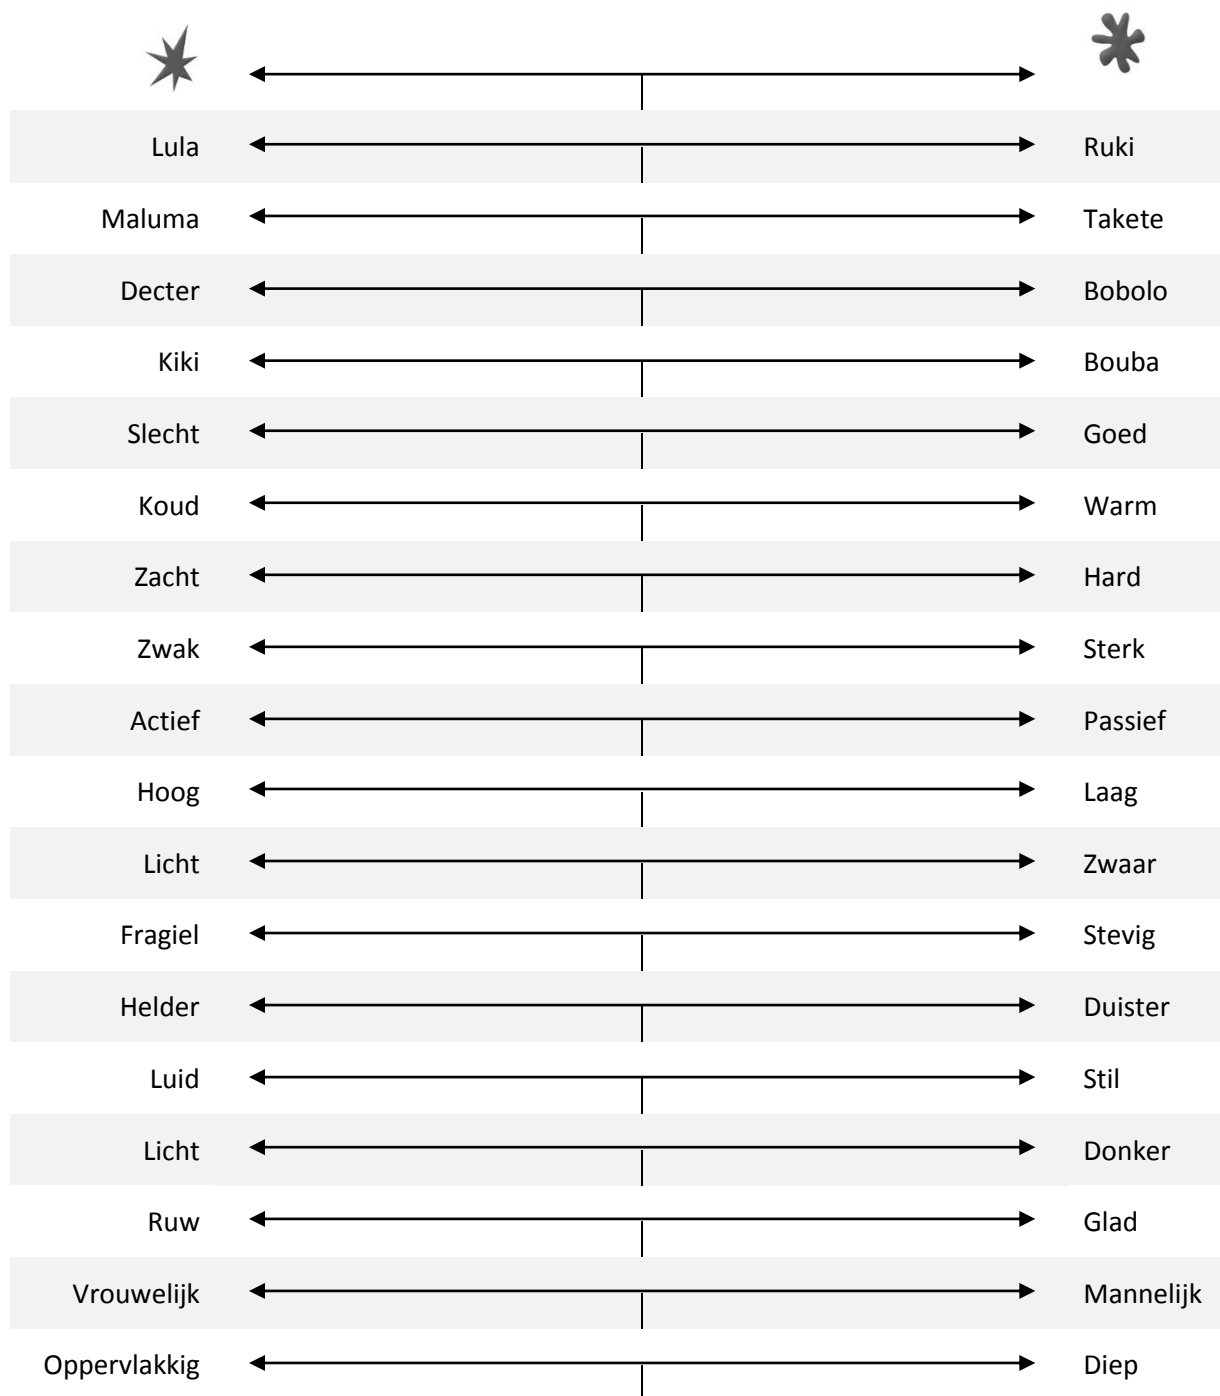 Lula Ruki
Maluma Takete
Decter Bobolo
Kiki Bouba
Slecht Goed
Koud Warm
Zacht Hard
Zwak Sterk
Actief Passief
Hoog Laag
Licht Zwaar
Fragiel Stevig
Helder Duister
Luid Stil
Licht Donker
Ruw Glad
Vrouwelijk Mannelijk
Oppervlakkig Diep